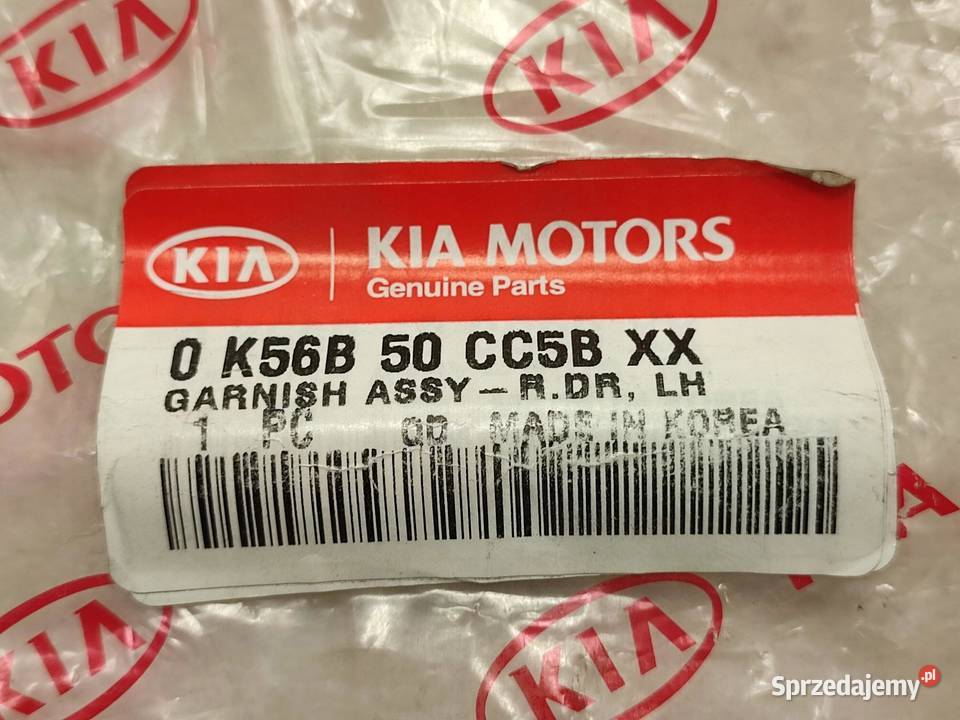 KIA
KIA
KIA
KIA MOTORS
Genuine Parts
0 K56B 50 CC5B XX
GARNISH ASSY-R.DR, LH
1 PC MADE IN KOREA
KIA
KIA
Sprzedajemy.pl